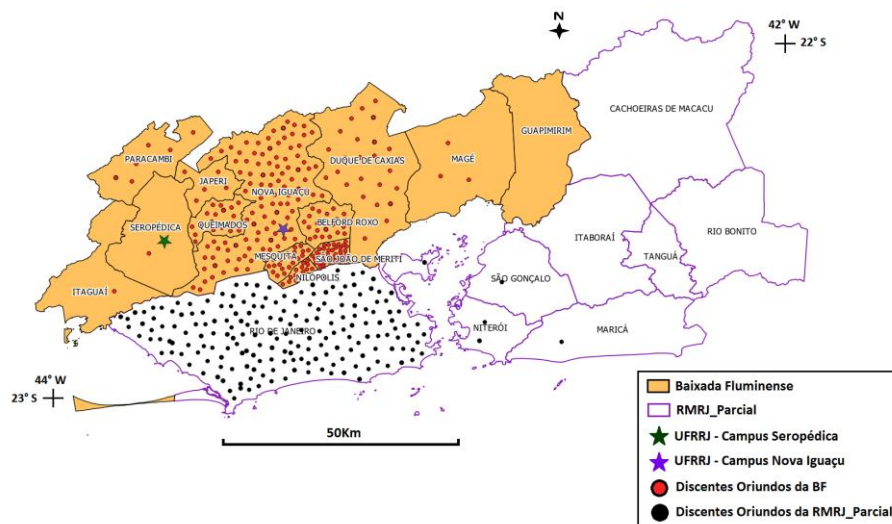 N
42° W
22° S
CACHOEIRAS DE MACACU
GUAPIMIRIM
PARACAMBI
DUQUE DE CAXIAS
MAGÉ
JAPERI
NOVA IGUAÇÚ
SEROPÉDICA
QUEIMADOS
BELFORD ROXO
RIO BONITO
ITABORAÍ
MESQUITA
SÃO JOÃO DE MERITI
TANGUÁ
NILÓPOLIS
SÃO GONÇALO
ITAGUAÍ
RIO DE JANEIRO
NITERÓI
MARICÁ
44° W
23° S
50Km
Baixada Fluminense
RMRJ_Parcial
UFRRJ - Campus Seropédica
UFRRJ - Campus Nova Iguaçu
Discentes Oriundos da BF
Discentes Oriundos da RMRJ_Parcial